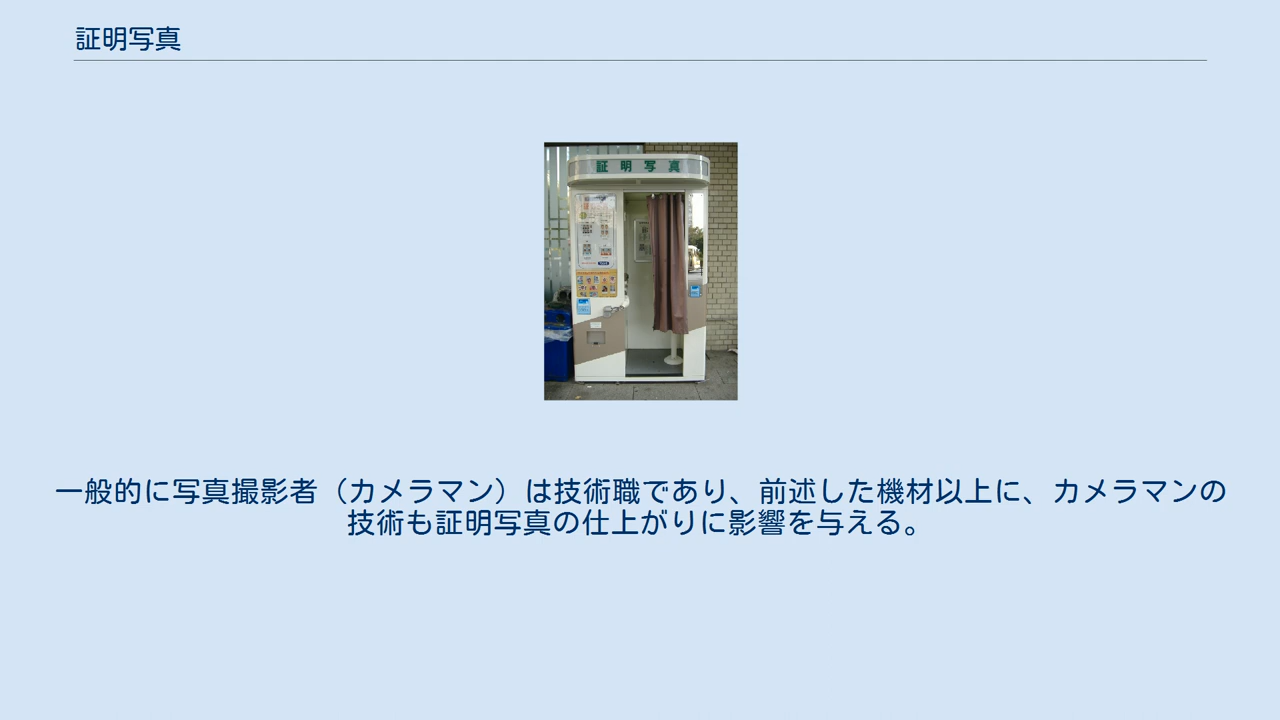 証明写真
証明写真
一般的に写真撮影者（カメラマン）は技術職であり、前述した機材以上に、カメラマンの
技術も証明写真の仕上がりに影響を与える。